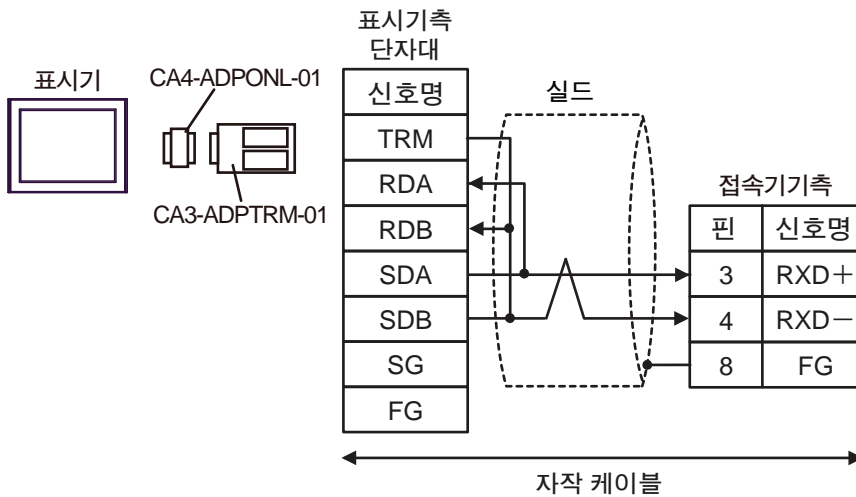 표시기
CA4-ADPONL-01
CA3-ADPTRM-01
표시기측
단자대
신호명
TRM
RDA
RDB
SDA
SDB
SG
FG
실드
접속기기측
핀 신호명
3 RXD＋
4 RXD－
8 FG
자작 케이블